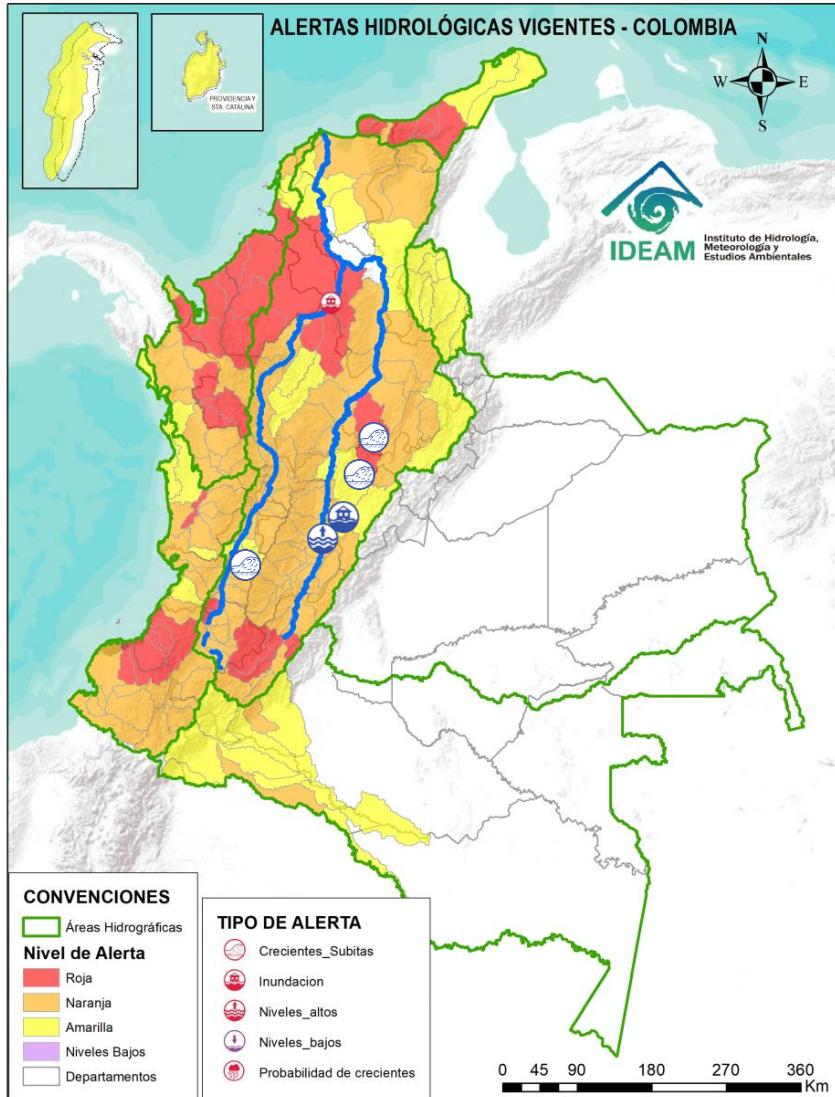 ALERTAS HIDROLÓGICAS VIGENTES - COLOMBIA
PROVIDENCIA Y
STA. CATALINA
N
W
E
S
IDEAM
Instituto de Hidrología,
Meteorología y
Estudios Ambientales
CONVENCIONES
Áreas Hidrográficas
Nivel de Alerta
Roja
Naranja
Amarilla
Niveles Bajos
Departamentos
TIPO DE ALERTA
Crecientes_Subitas
Inundacion
Niveles_altos
Niveles_bajos
Probabilidad de crecientes
0 45 90 180 270 360
Km